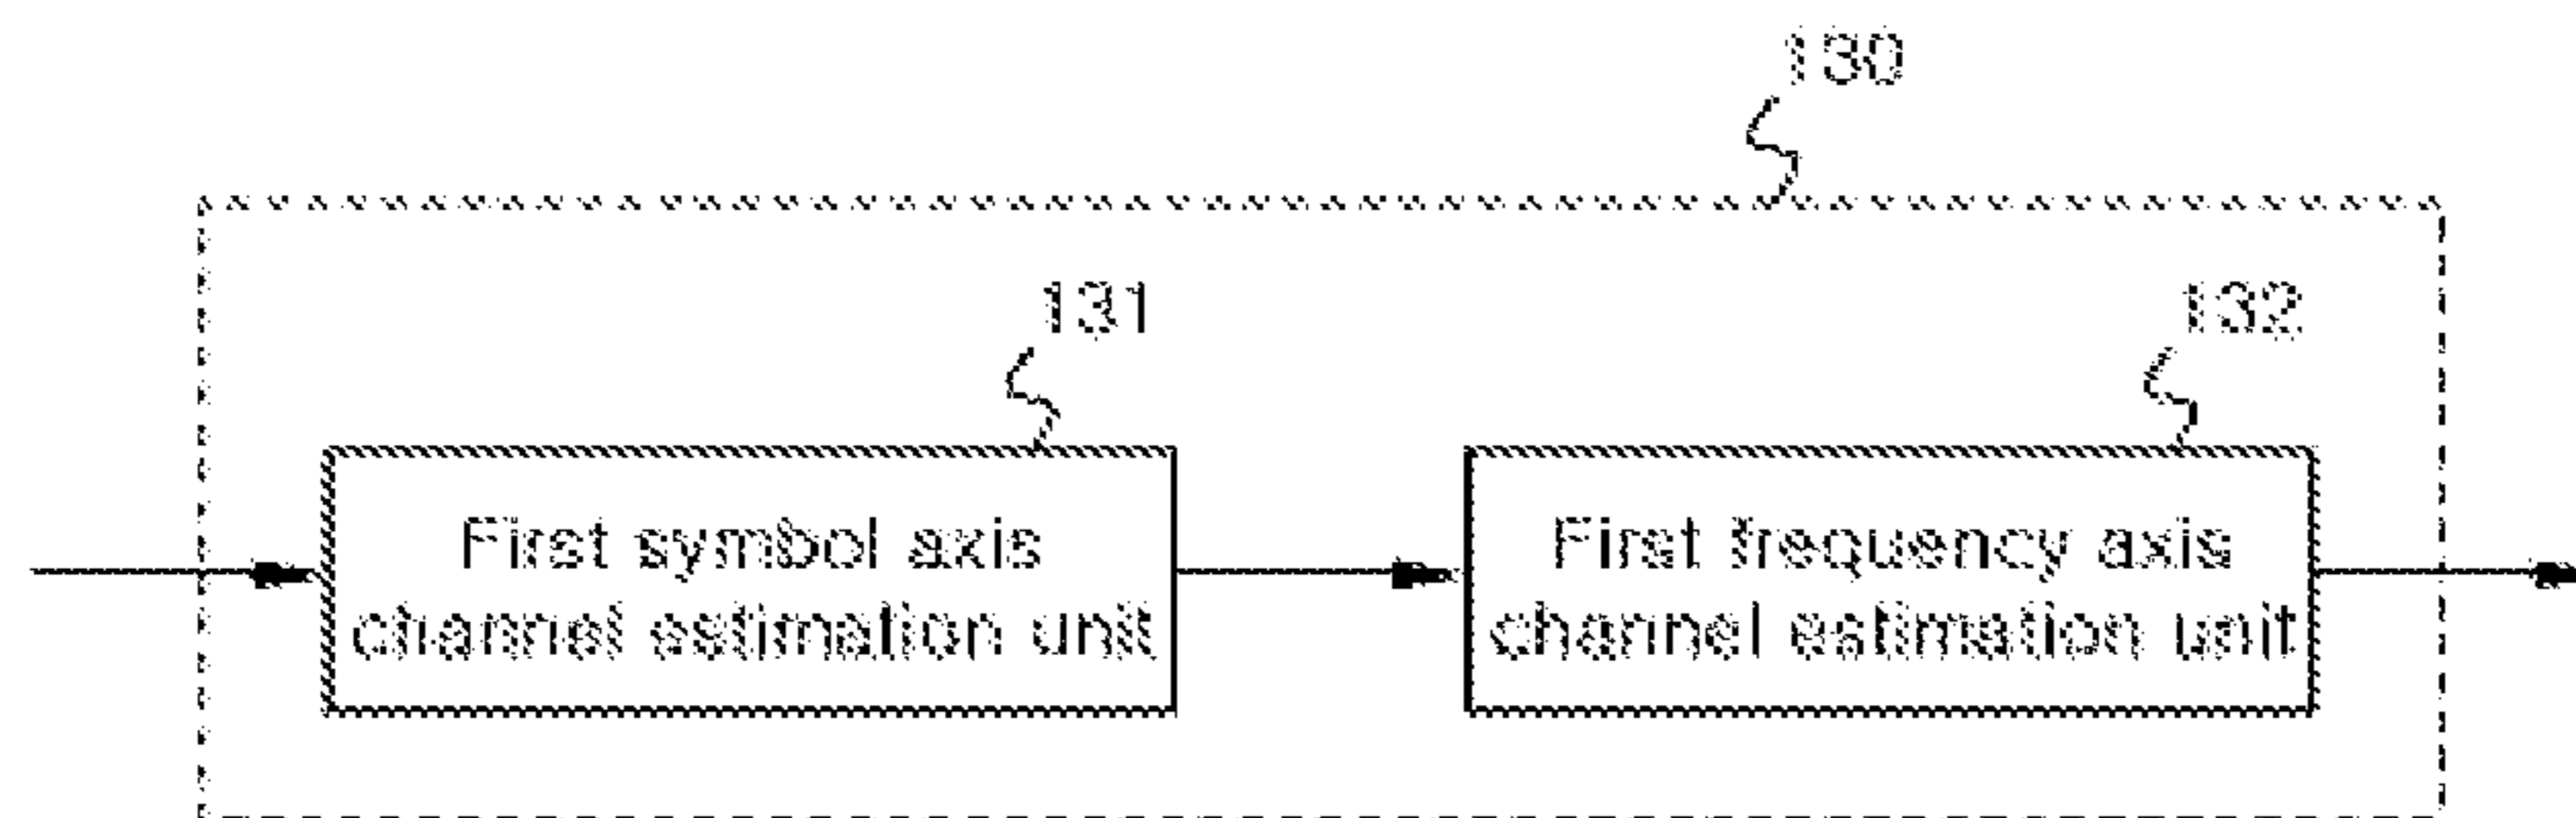 130
131
132
First symbol axis
channel estimation unit
First frequency axis
channel estimation unit